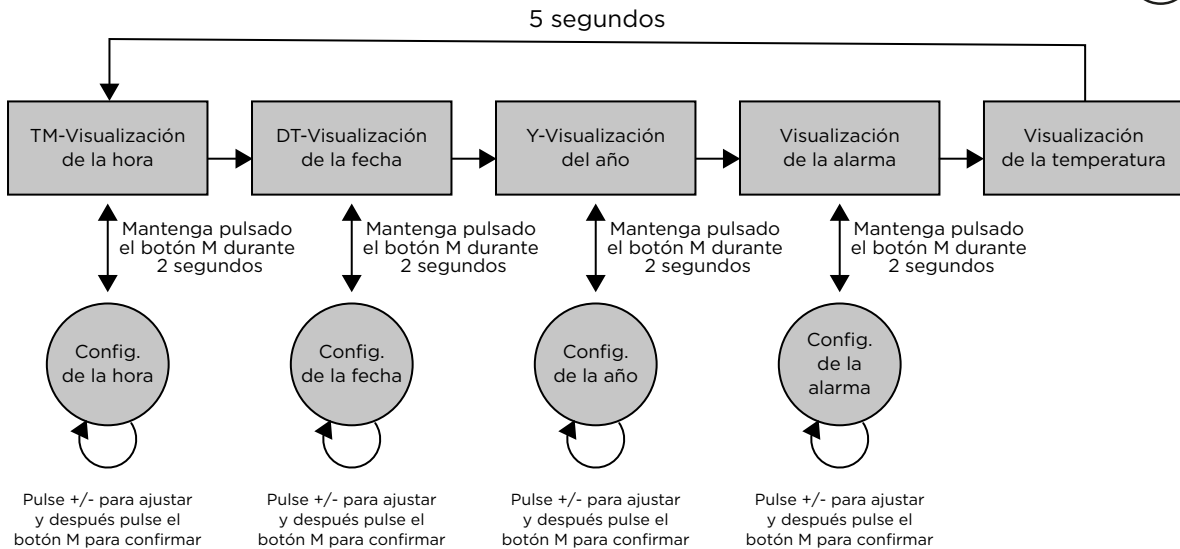 5 segundos
TM-Visualización
de la hora
DT-Visualización
de la fecha
Y-Visualización
del año
Visualización
de la alarma
Visualización
de la temperatura
Mantenga pulsado
el botón M durante
2 segundos
Mantenga pulsado
el botón M durante
2 segundos
Mantenga pulsado
el botón M durante
2 segundos
Mantenga pulsado
el botón M durante
2 segundos
Config.
de la hora
Config.
de la fecha
Config.
de la año
Config.
de la
alarma
Pulse +/- para ajustar
y después pulse el
botón M para confirmar
Pulse +/- para ajustar
y después pulse el
botón M para confirmar
Pulse +/- para ajustar
y después pulse el
botón M para confirmar
Pulse +/- para ajustar
y después pulse el
botón M para confirmar